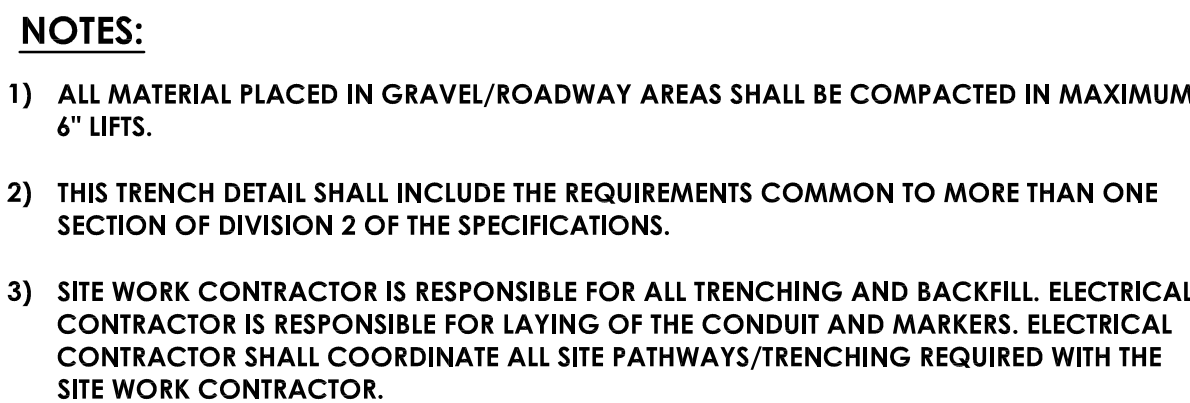 NOTES:
1) ALL MATERIAL PLACED IN GRAVEL/ROADWAY AREAS SHALL BE COMPACTED IN MAXIMUM
6" LIFTS.
2) THIS TRENCH DETAIL SHALL INCLUDE THE REQUIREMENTS COMMON TO MORE THAN ONE
SECTION OF DIVISION 2 OF THE SPECIFICATIONS.
3) SITE WORK CONTRACTOR IS RESPONSIBLE FOR ALL TRENCHING AND BACKFILL. ELECTRICAL
CONTRACTOR IS RESPONSIBLE FOR LAYING OF THE CONDUIT AND MARKERS. ELECTRICAL
CONTRACTOR SHALL COORDINATE ALL SITE PATHWAYS/TRENCHING REQUIRED WITH THE
SITE WORK CONTRACTOR.